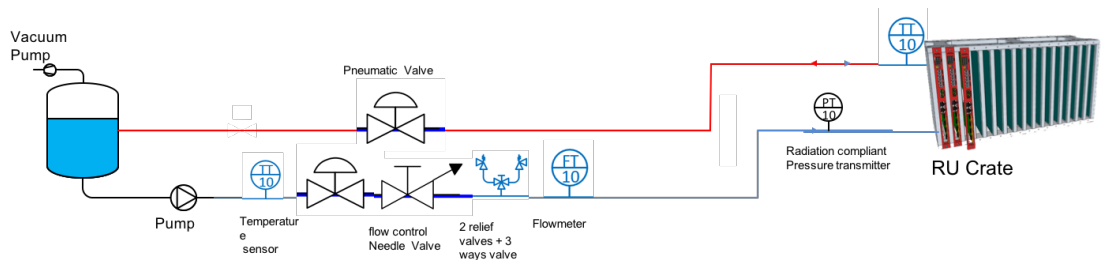 Vacuum
Pump
Pneumatic Valve
TT
10
PT
10
Radiation compliant
Pressure transmitter
RU Crate
TT
10
FT
10
Pump
Temperatur
e
sensor
flow control
Needle Valve
2 relief
valves + 3
ways valve
Flowmeter